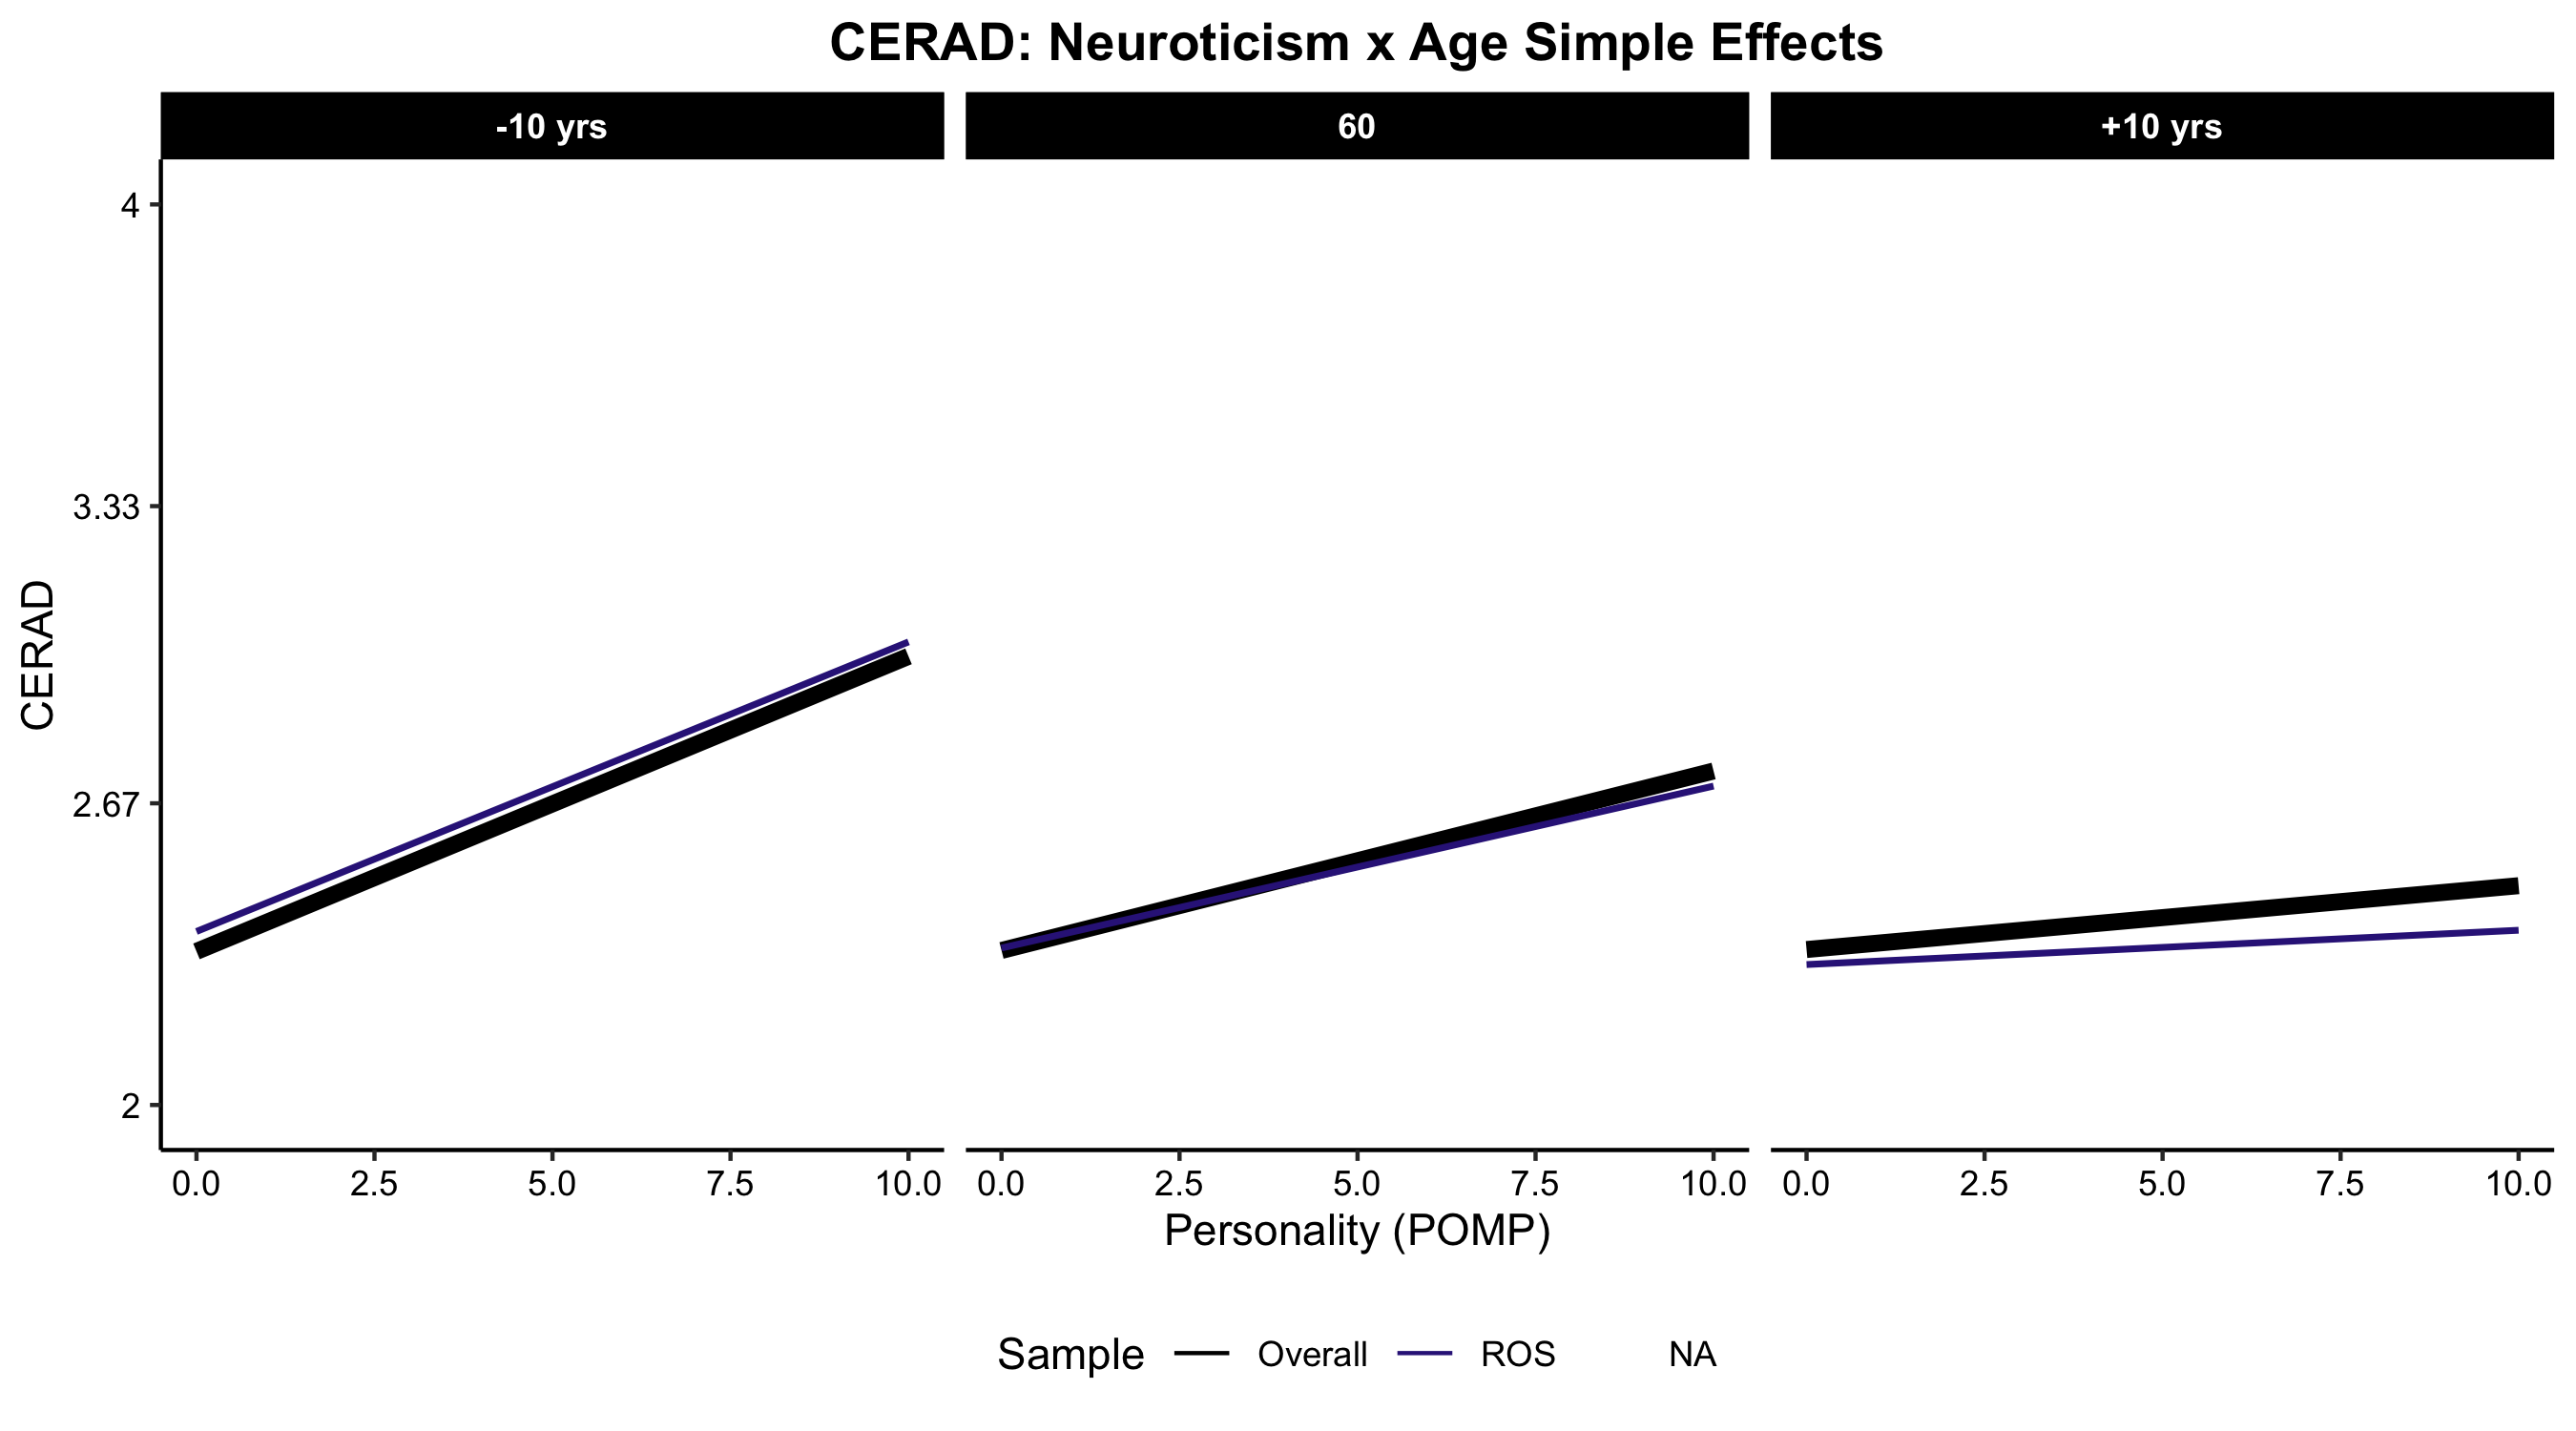 CERAD: Neuroticism x Age Simple Effects
-10 yrs 60 +10 yrs
4
3.33
2.67
2
CERAD
0.0 2.5 5.0 7.5 10.0 0.0 2.5 5.0 7.5 10.0 0.0 2.5 5.0 7.5 10.0
Personality (POMP)
Sample Overall ROS NA